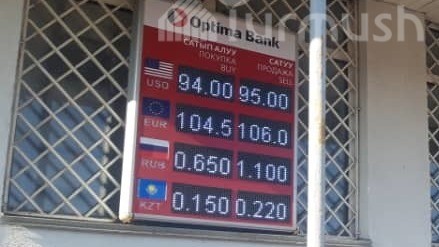 Turmush
Optima Bank
САТЫП АЛУУ САТУУ
ПОКУПКА ПРОДАЖА
BUY SELL
USD 94.00 95.00
EUR 104.5 106.0
RUB 0.650 1.100
KZT 0.150 0.220